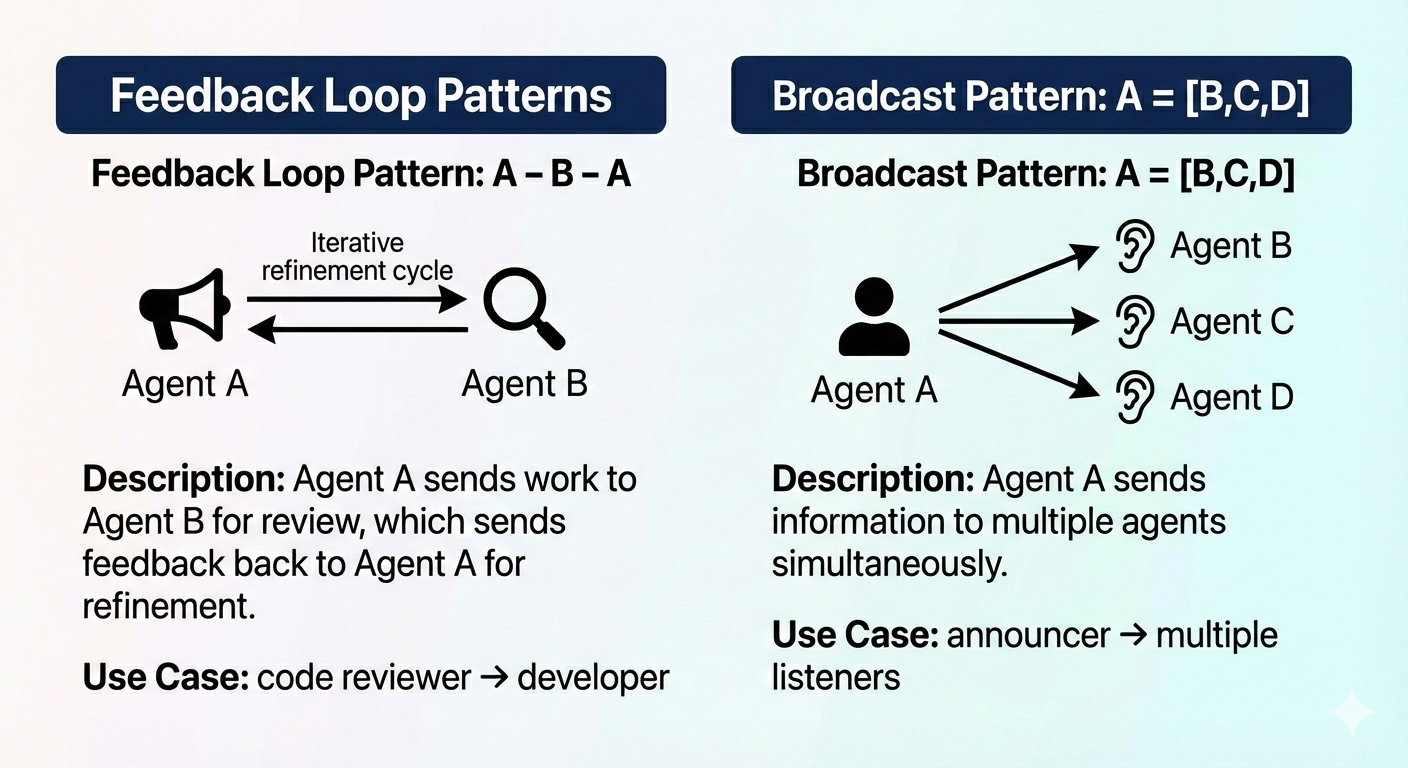 Feedback Loop Patterns
Feedback Loop Pattern: A – B – A
Iterative
refinement cycle
Agent A
Agent B
Description: Agent A sends work to
Agent B for review, which sends
feedback back to Agent A for
refinement.
Use Case: code reviewer → developer
Broadcast Pattern: A = [B,C,D]
Broadcast Pattern: A = [B,C,D]
Agent B
Agent C
Agent D
Agent A
Description: Agent A sends
information to multiple agents
simultaneously.
Use Case: announcer → multiple
listeners